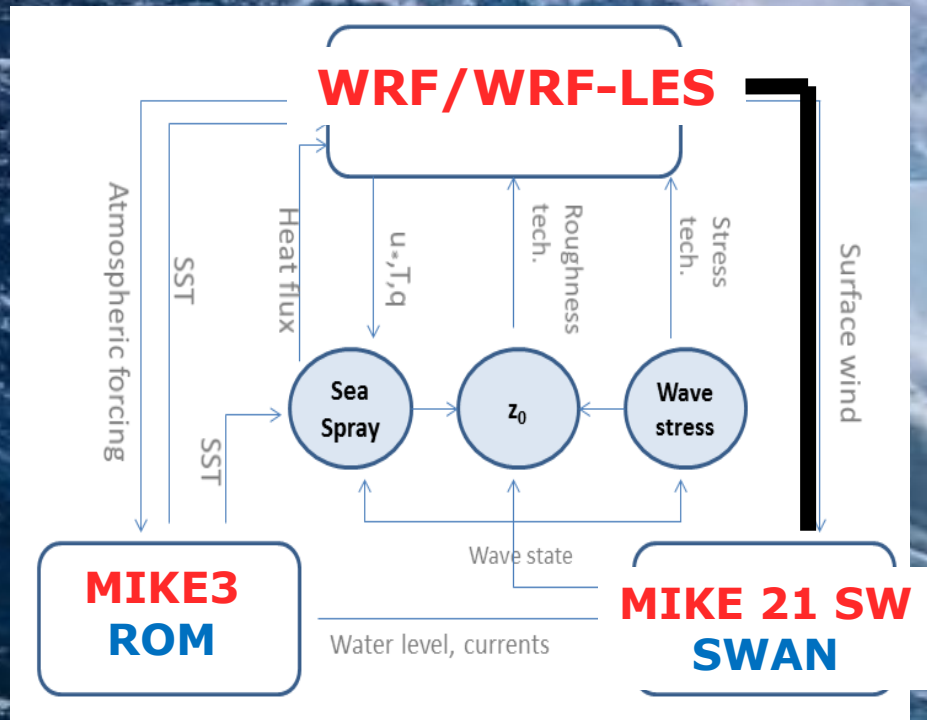 WRF/WRF-LES
Atmospheric forcing
SST
Heat flux
u*,T,q
Roughness
tech.
Stress
tech.
Surface wind
Sea
Spray
z0
Wave
stress
SST
Wave state
MIKE3
ROM
Water level, currents
MIKE 21 SW
SWAN